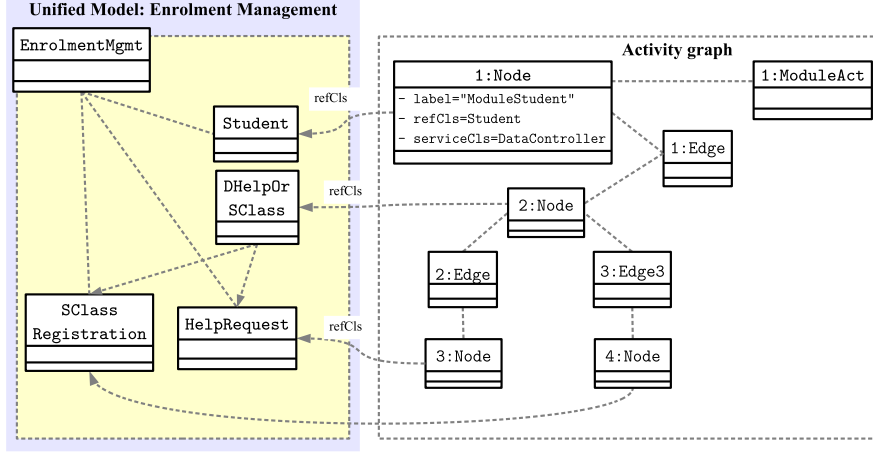 Unified Model: Enrolment Management
EnrolmentMgmt
Student
DHelpOr
SClass
SClass
Registration
HelpRequest
refCls
refCls
refCls
Activity graph
1:Node
- label="ModuleStudent"
- refCls=Student
- serviceCls=DataController
1:ModuleAct
1:Edge
2:Node
2:Edge
3:Edge3
3:Node
4:Node